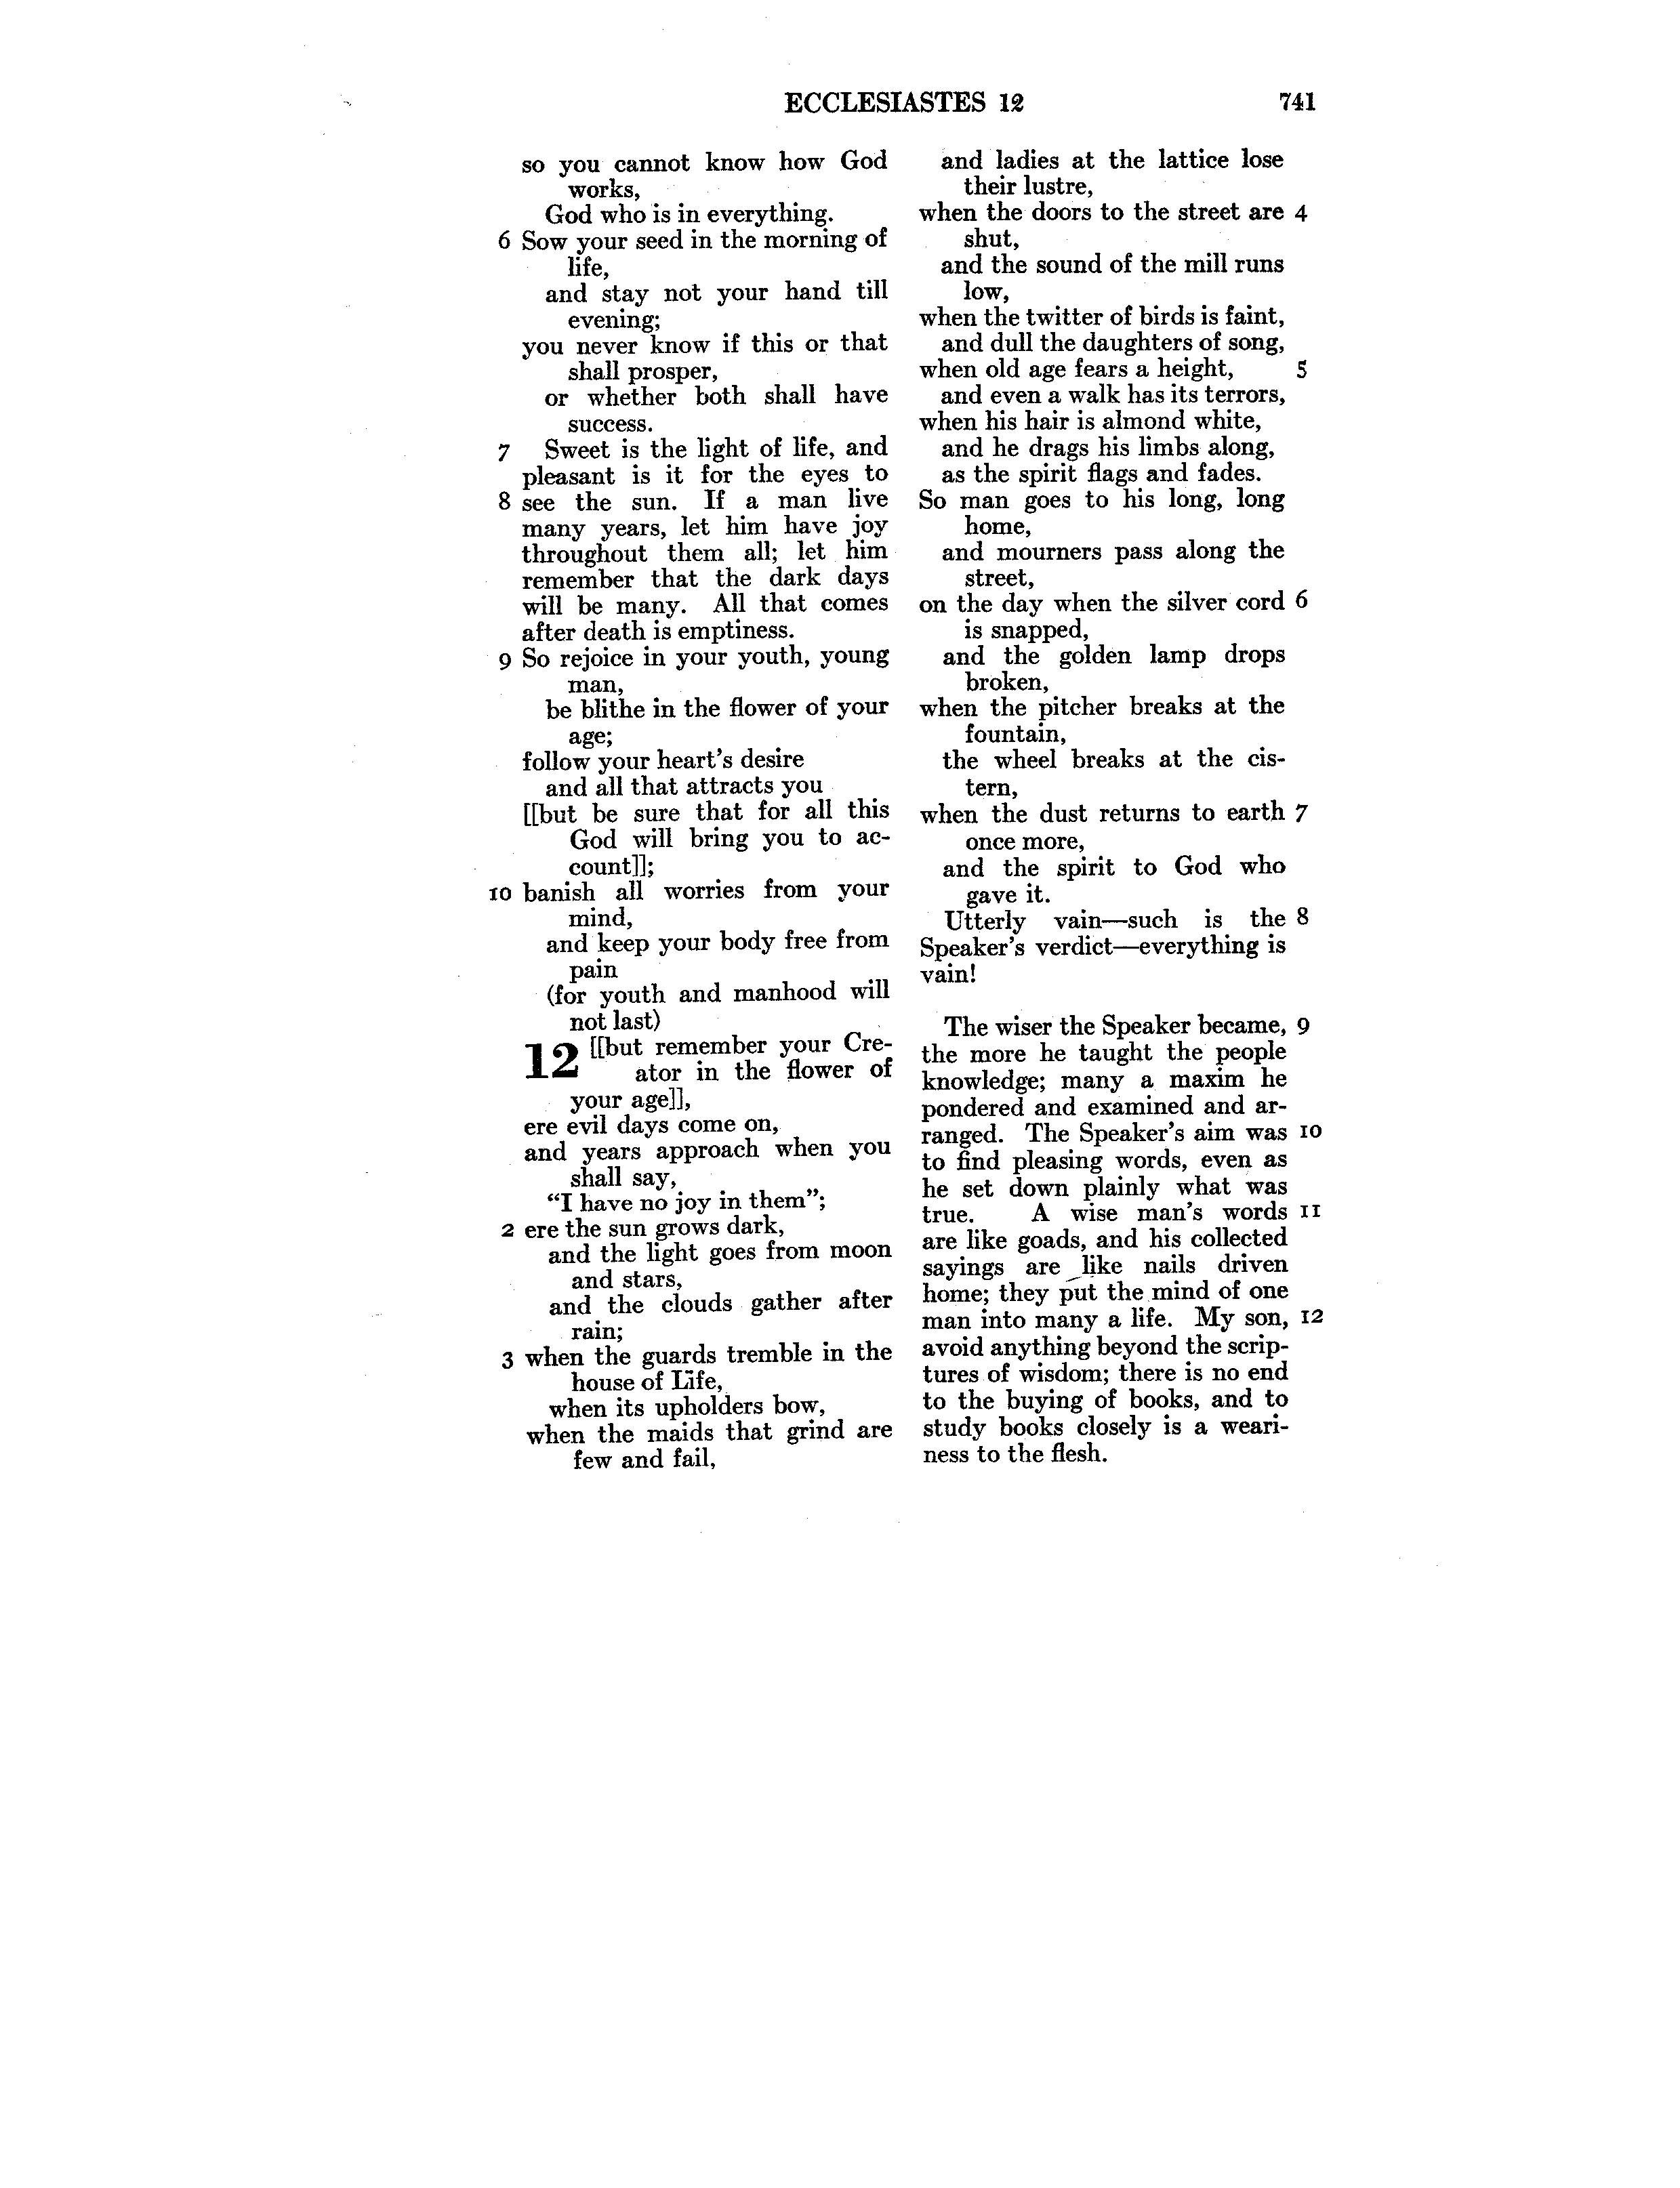 ECCLESIASTES 12 741
so you cannot know how God
works,
God who is in everything.
6 Sow your seed in the morning of
life,
and stay not your hand till
evening;
you never know if this or that
shall prosper,
or whether both shall have
success.
7 Sweet is the light of life, and
pleasant is it for the eyes to
8 see the sun. If a man live
many years, let him have joy
throughout them all; let him
remember that the dark days
will be many. All that comes
after death is emptiness.
9 So rejoice in your youth, young
man,
be blithe in the flower of your
age;
follow your heart's desire
and all that attracts you
[[but be sure that for all this
God will bring you to ac-
count]];
10 banish all worries from your
mind,
and keep your body free from
pain
(for youth and manhood will
not last)
12 [[but remember your Cre-
ator in the flower of
your age]],
ere evil days come on,
and years approach when you
shall say,
“I have no joy in them”;
2 ere the sun grows dark,
and the light goes from moon
and stars,
and the clouds gather after
rain;
3 when the guards tremble in the
house of Life,
when its upholders bow,
when the maids that grind are
few and fail,
and ladies at the lattice lose
their lustre,
when the doors to the street are 4
shut,
and the sound of the mill runs
low,
when the twitter of birds is faint,
and dull the daughters of song,
when old age fears a height, 5
and even a walk has its terrors,
when his hair is almond white,
and he drags his limbs along,
as the spirit flags and fades.
So man goes to his long, long
home,
and mourners pass along the
street,
on the day when the silver cord 6
is snapped,
and the golden lamp drops
broken,
when the pitcher breaks at the
fountain,
the wheel breaks at the cis-
tern,
when the dust returns to earth 7
once more,
and the spirit to God who
gave it.
Utterly vain—such is the 8
Speaker's verdict—everything is
vain!
The wiser the Speaker became, 9
the more he taught the people
knowledge; many a maxim he
pondered and examined and ar-
ranged. The Speaker's aim was 10
to find pleasing words, even as
he set down plainly what was
true. A wise man's words 11
are like goads, and his collected
sayings are like nails driven
home; they put the mind of one
man into many a life. My son, 12
avoid anything beyond the scrip-
tures of wisdom; there is no end
to the buying of books, and to
study books closely is a weari-
ness to the flesh.